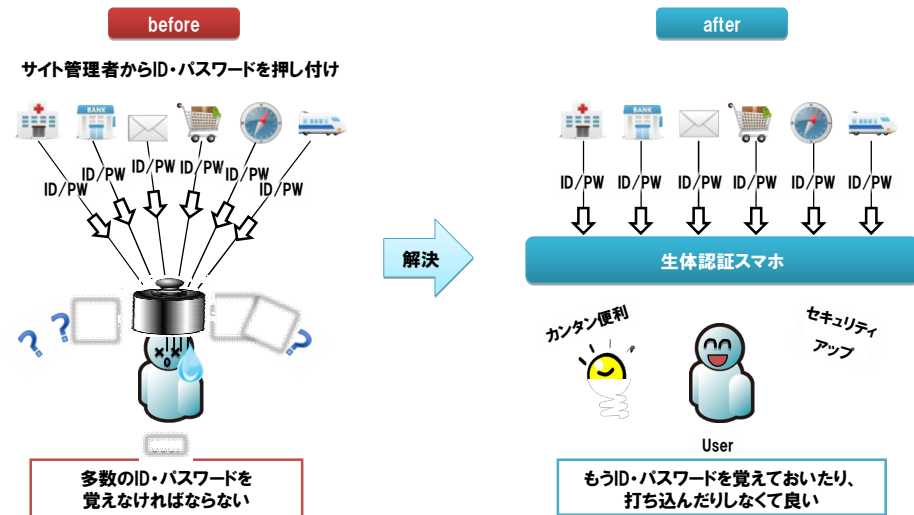 before
サイト管理者からID・パスワードを押し付け
BANK
ID/PW
ID/PW
ID/PW
ID/PW
ID/PW
ID/PW
多数のID・パスワードを
覚えなければならない
解決
after
BANK
ID/PW
ID/PW
ID/PW
ID/PW
ID/PW
ID/PW
生体認証スマホ
カンタン便利
セキュリティ
アップ
User
もうID・パスワードを覚えておいたり、
打ち込んだりしなくて良い